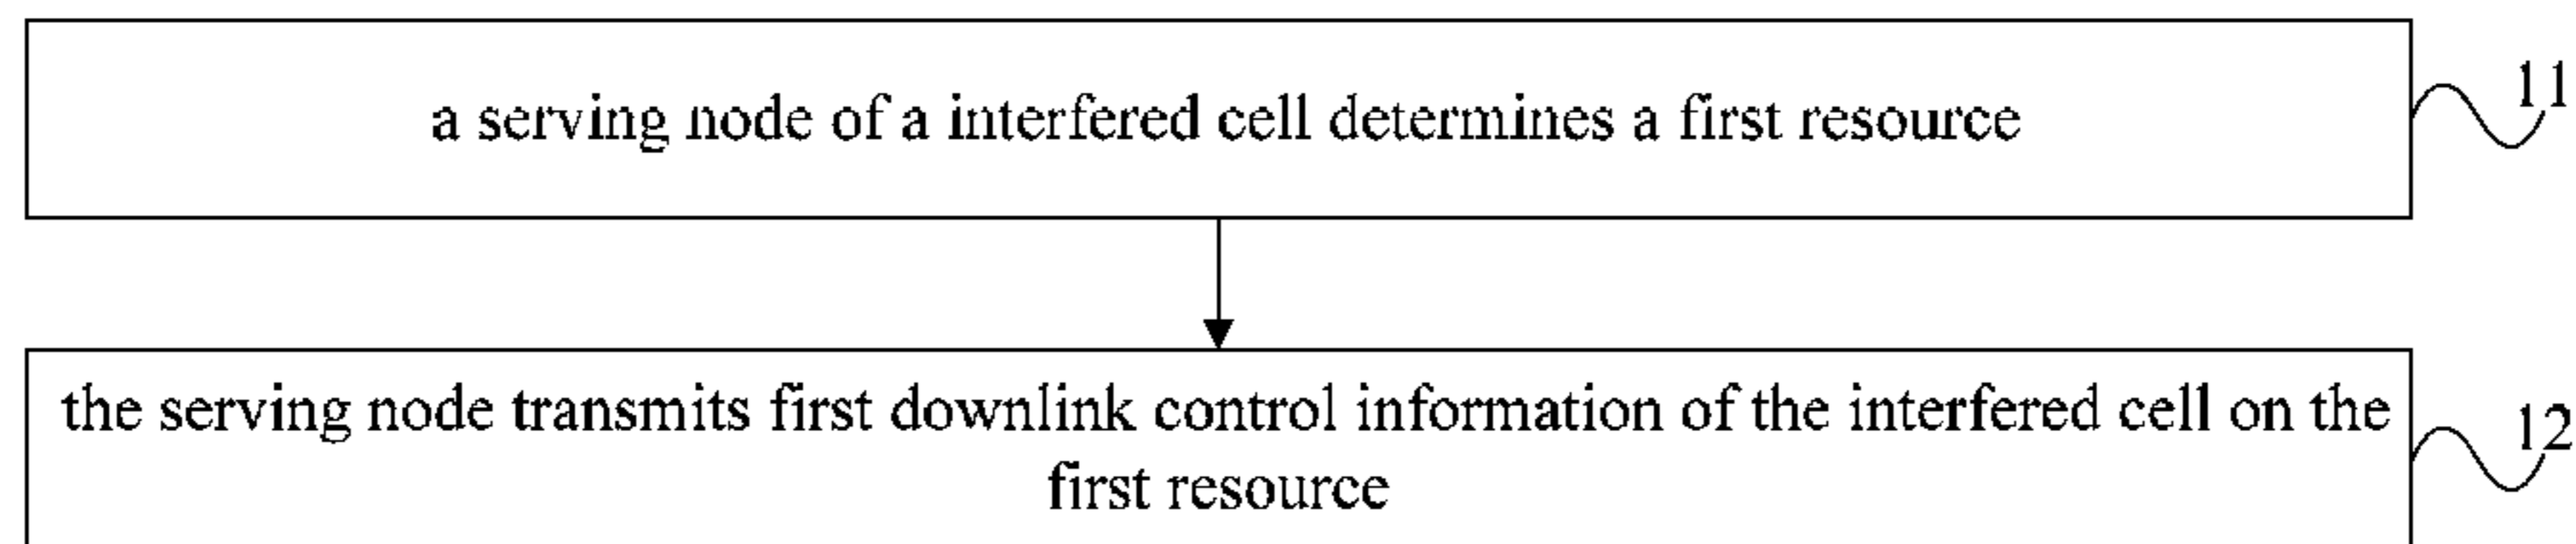 a serving node of a interfered cell determines a first resource
11
the serving node transmits first downlink control information of the interfered cell on the
first resource
12